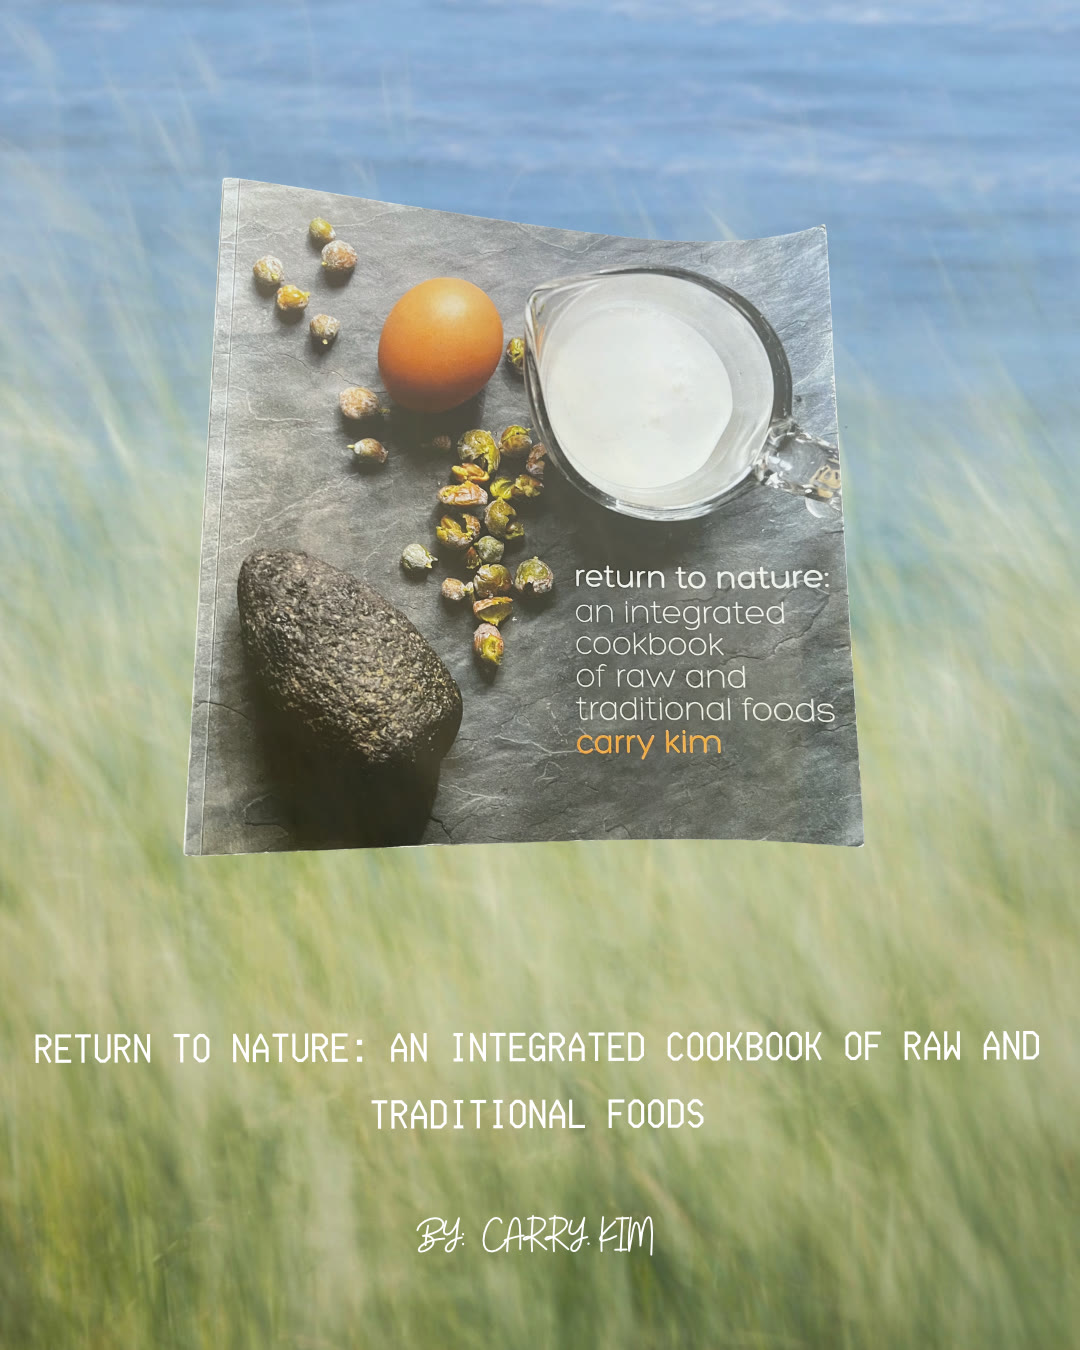 return to nature:
an integrated
cookbook
of raw and
traditional foods
carry kim
RETURN TO NATURE: AN INTEGRATED COOKBOOK OF RAW AND
TRADITIONAL FOODS
BY: CARRY KIM